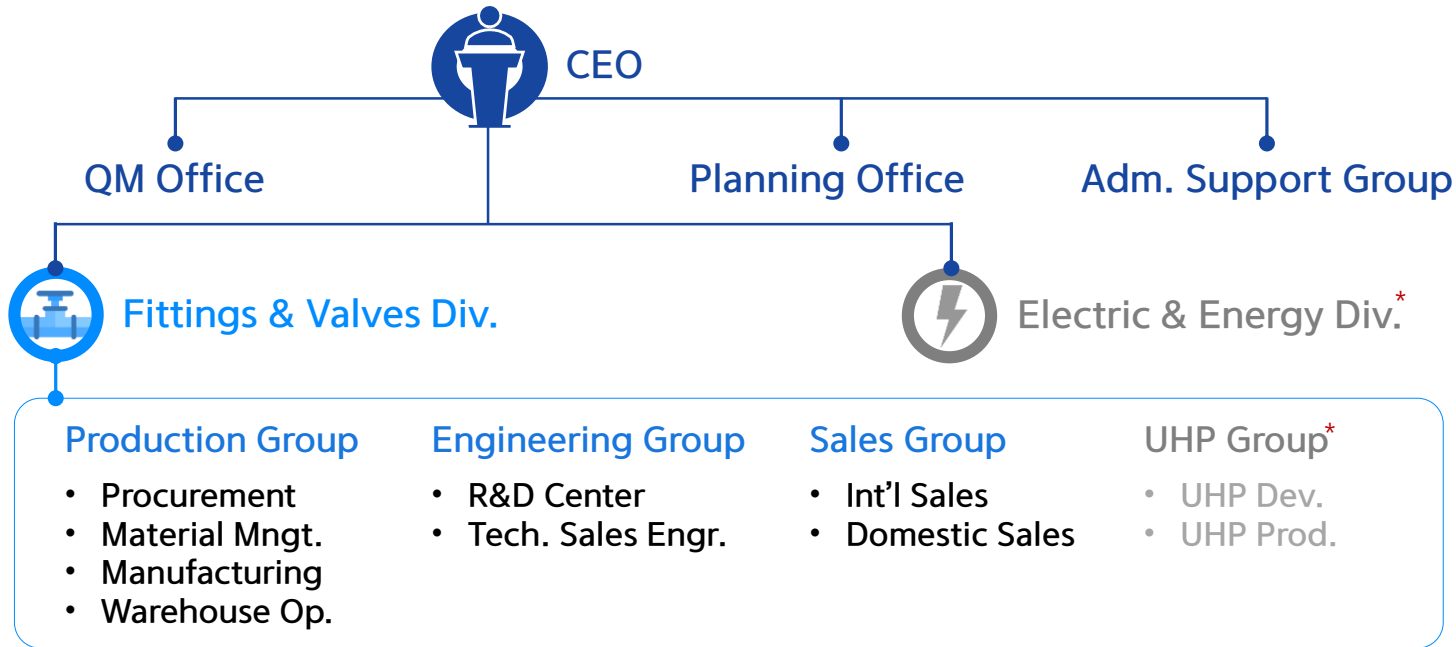 CEO
QM Office
Planning Office
Adm. Support Group
Fittings & Valves Div.
Electric & Energy Div.*
Production Group
• Procurement
• Material Mngt.
• Manufacturing
• Warehouse Op.
Engineering Group
• R&D Center
• Tech. Sales Engr.
Sales Group
• Int’l Sales
• Domestic Sales
UHP Group*
• UHP Dev.
• UHP Prod.